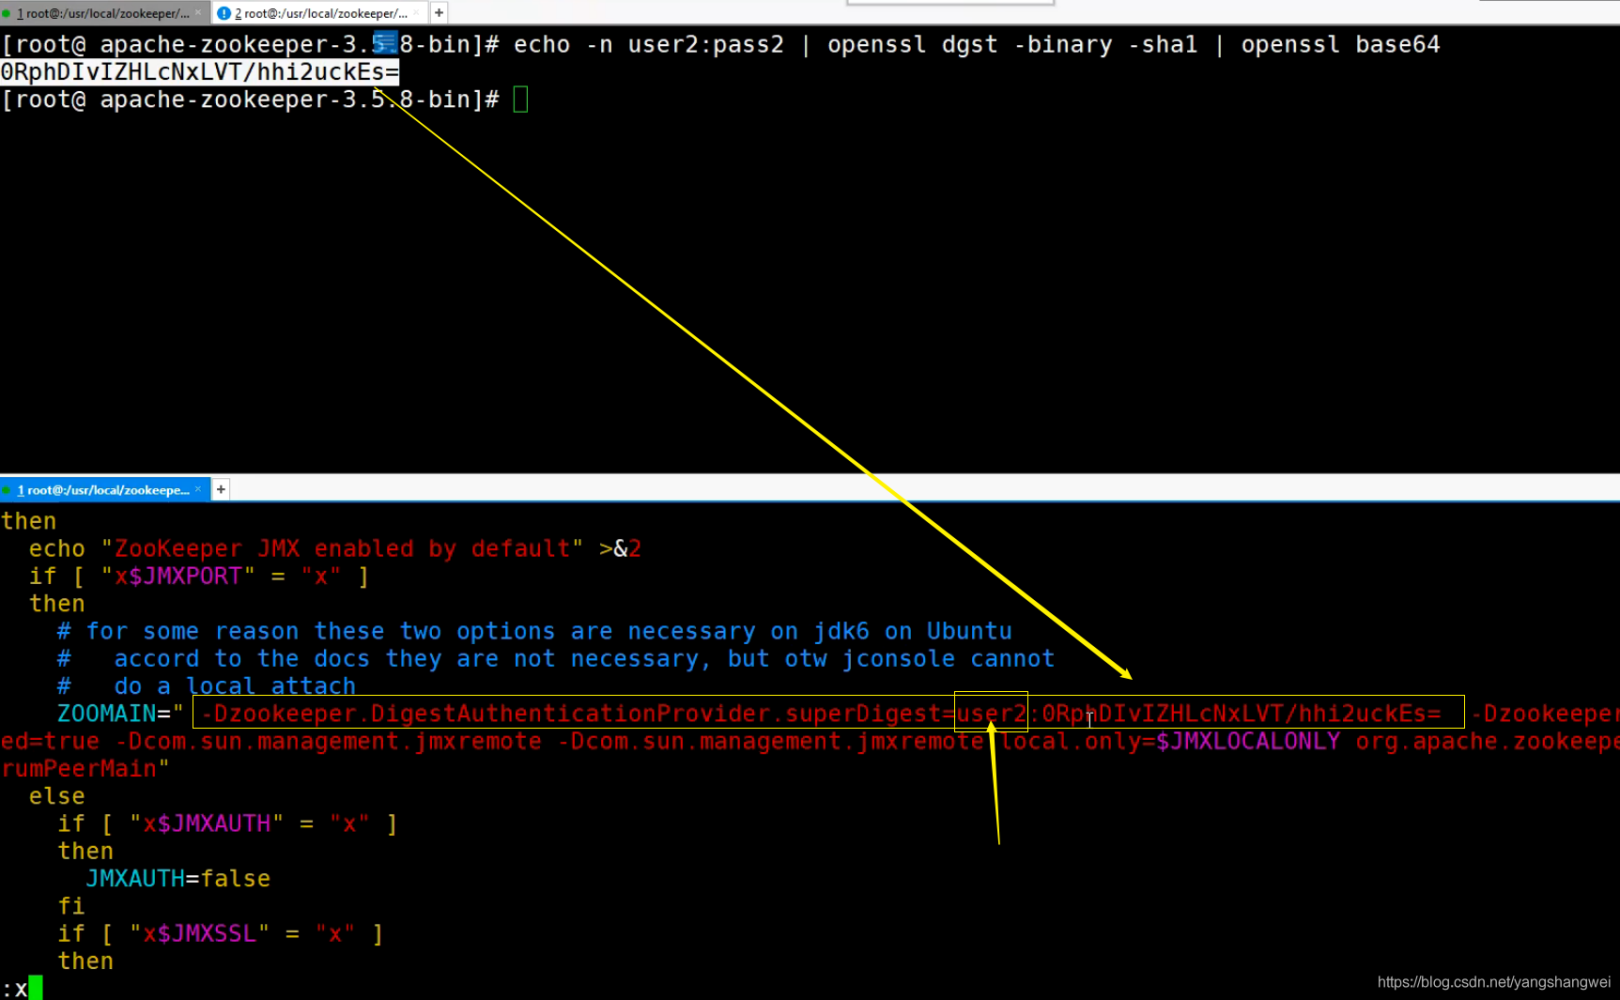 1 root@:/usr/local/zookeeper/... × 2 root@:/usr/local/zookeeper/... × +
[root@ apache-zookeeper-3.5.8-bin]# echo -n user2:pass2 | openssl dgst -binary -sha1 | openssl base64
0RphDIvIZHLcNxLVT/hhi2uckEs=
[root@ apache-zookeeper-3.5.8-bin]#
1 root@:/usr/local/zookeepe... × +
then
echo "ZooKeeper JMX enabled by default" >&2
if [ "x$JMXPORT" = "x" ]
then
# for some reason these two options are necessary on jdk6 on Ubuntu
# accord to the docs they are not necessary, but otw jconsole cannot
# do a local attach
ZOOMAIN=" -Dzookeeper.DigestAuthenticationProvider.superDigest=user2:0RphDIvIZHLcNxLVT/hhi2uckEs= -Dzookeeper
ed=true -Dcom.sun.management.jmxremote -Dcom.sun.management.jmxremote.local.only=$JMXLOCALONLY org.apache.zookeepe
rumPeerMain"
else
if [ "x$JMXAUTH" = "x" ]
then
JMXAUTH=false
fi
if [ "x$JMXSSL" = "x" ]
then
:x
https://blog.csdn.net/yangshangwei